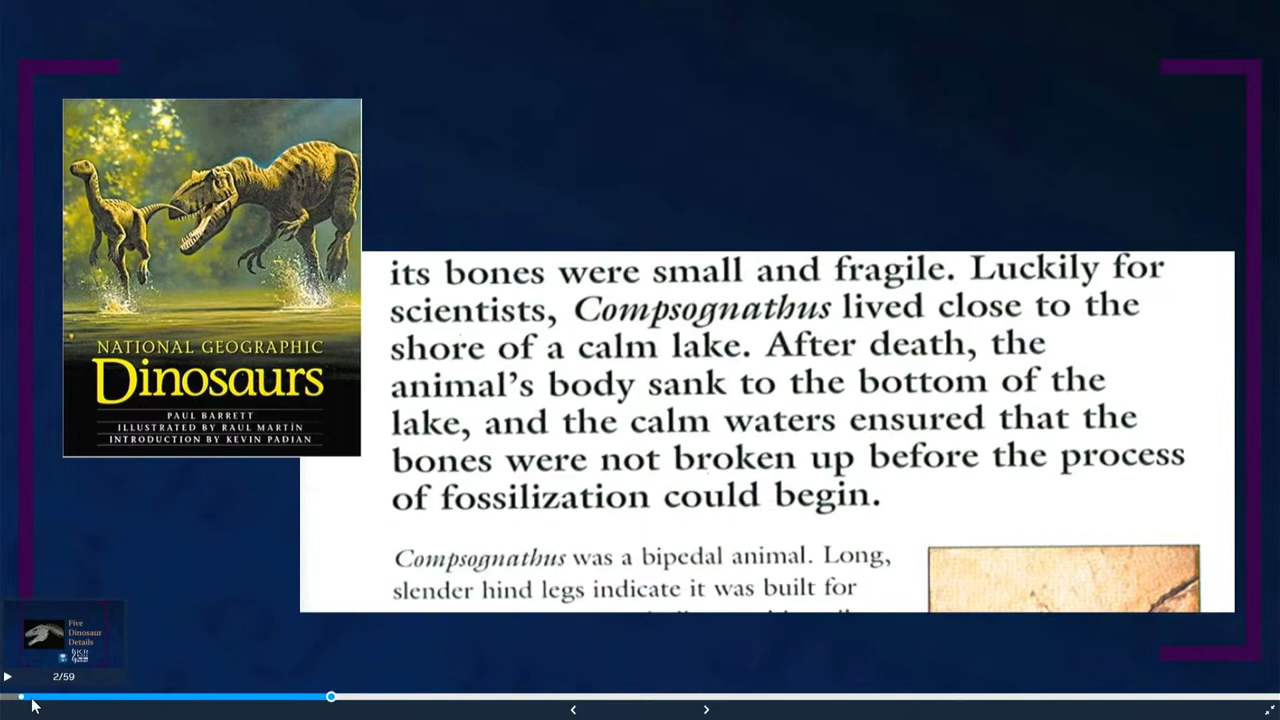 NATIONAL GEOGRAPHIC
Dinosaurs
PAUL BARRETT
ILLUSTRATED BY RAUL MARTÍN
INTRODUCTION BY KEVIN PADIAN
its bones were small and fragile. Luckily for
scientists, Compsognathus lived close to the
shore of a calm lake. After death, the
animal's body sank to the bottom of the
lake, and the calm waters ensured that the
bones were not broken up before the process
of fossilization could begin.
Compsognathus was a bipedal animal. Long,
slender hind legs indicate it was built for
Five
Dinosaur
Details
2/59